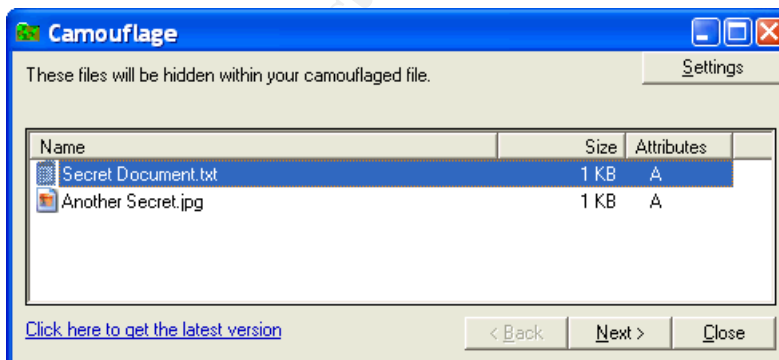 Camouflage
These files will be hidden within your camouflaged file.
Settings
Name Size Attributes
Secret Document.txt 1 KB A
Another Secret.jpg 1 KB A
Click here to get the latest version
< Back Next > Close